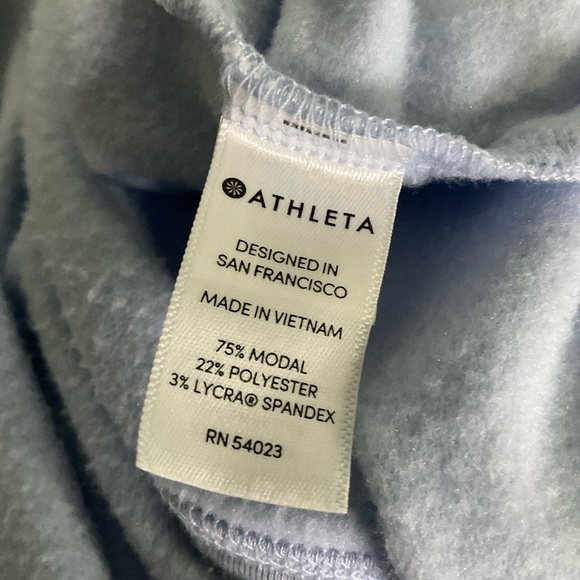 ATHLETA
DESIGNED IN
SAN FRANCISCO
MADE IN VIETNAM
75% MODAL
22% POLYESTER
3% LYCRA® SPANDEX
RN 54023